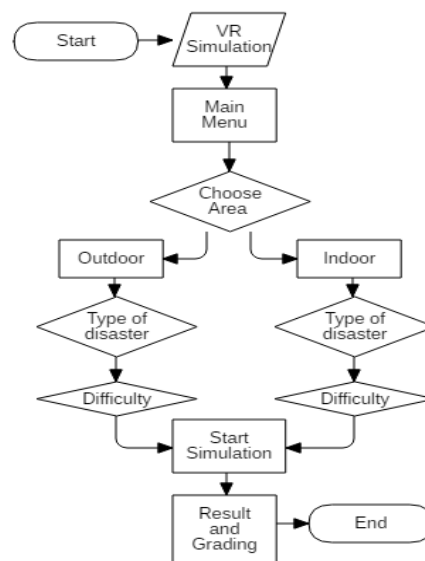 Start
VR
Simulation
Main
Menu
Choose
Area
Outdoor
Indoor
Type of
disaster
Type of
disaster
Difficulty
Difficulty
Start
Simulation
Result
and
Grading
End